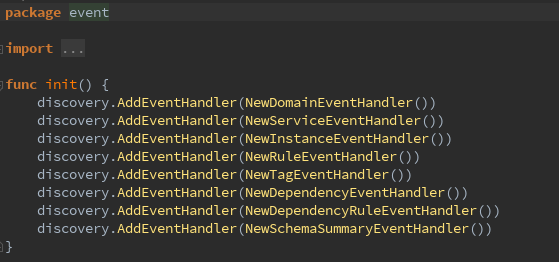 package event
import ...
func init() {
discovery.AddEventHandler(NewDomainEventHandler())
discovery.AddEventHandler(NewServiceEventHandler())
discovery.AddEventHandler(NewInstanceEventHandler())
discovery.AddEventHandler(NewRuleEventHandler())
discovery.AddEventHandler(NewTagEventHandler())
discovery.AddEventHandler(NewDependencyEventHandler())
discovery.AddEventHandler(NewDependencyRuleEventHandler())
discovery.AddEventHandler(NewSchemaSummaryEventHandler())
}